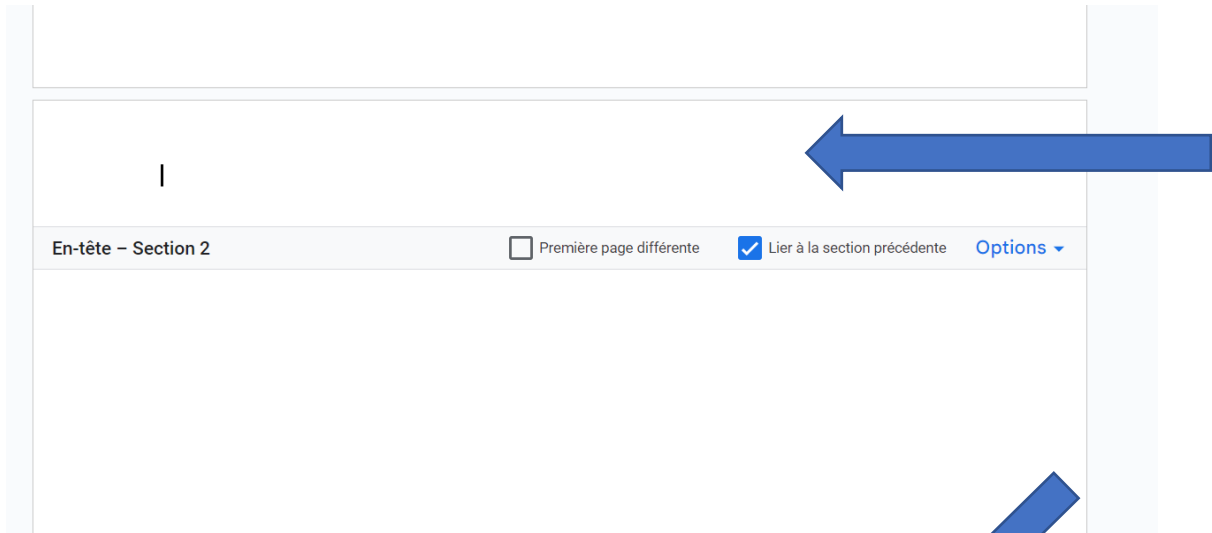 En-tête – Section 2 Première page différente Lier à la section précédente Options